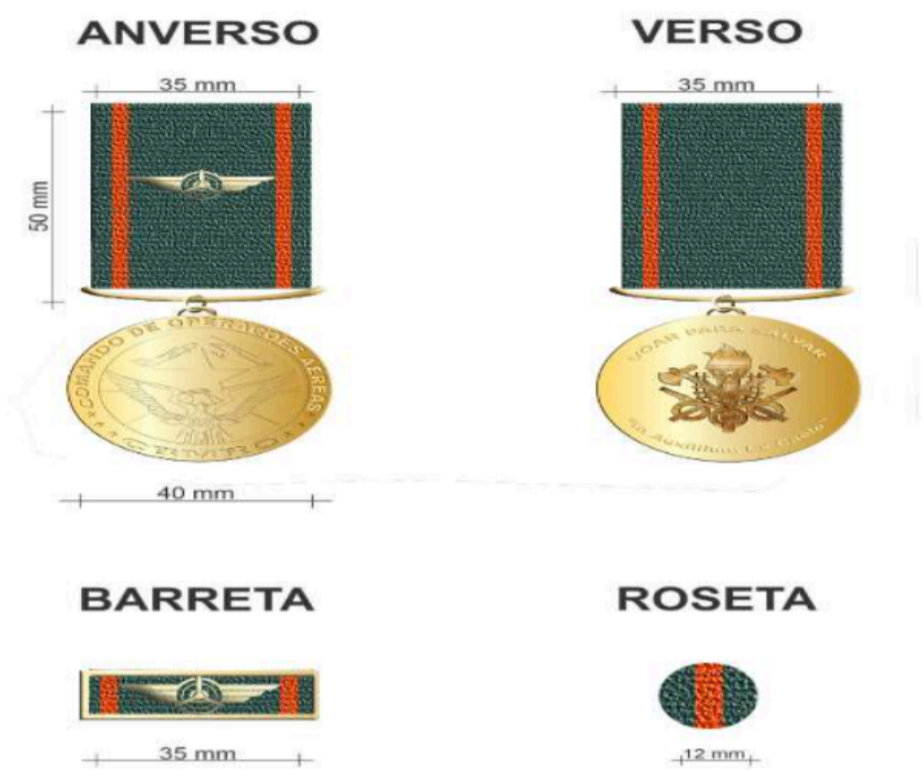 ANVERSO
VERSO
35 mm
35 mm
50 mm
COMANDO DE OPERAÇÕES AÉREAS
VOAR PARA SALVAR
40 mm
BARRETA
ROSETA
35 mm
12 mm